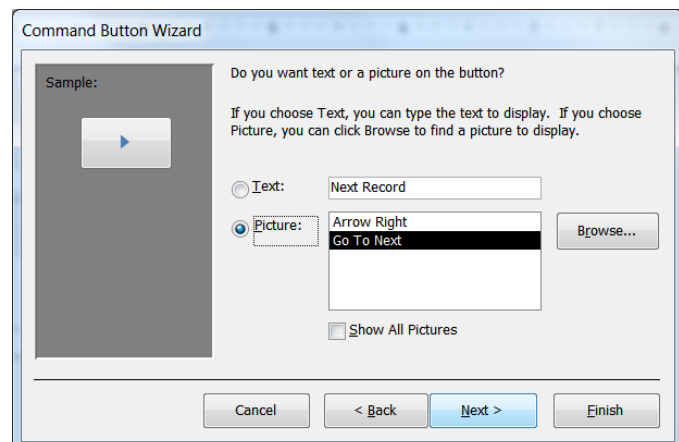 Command Button Wizard
Sample:
Do you want text or a picture on the button?
If you choose Text, you can type the text to display. If you choose
Picture, you can click Browse to find a picture to display.
Text:
Next Record
Picture:
Arrow Right
Go To Next
Browse...
Show All Pictures
Cancel
< Back
Next >
Finish